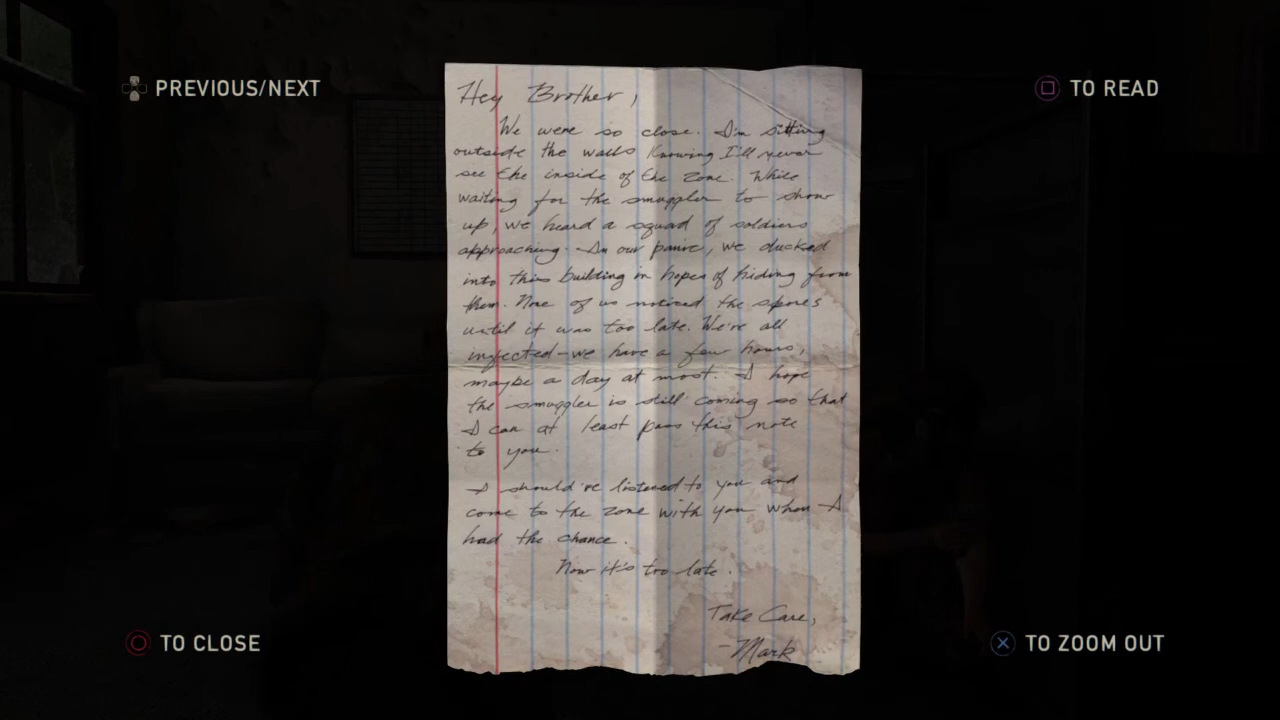 PREVIOUS/NEXT
TO READ
Hey Brother,
We were so close. I'm sitting
outside the walls knowing I'll never
see the inside of the zone. While
waiting for the smuggler to show
up, we heard a squad of soldiers
approaching. In our panic, we ducked
into this building in hopes of hiding from
them. None of us noticed the spores
until it was too late. We're all
infected-we have a few hours,
maybe a day at most. I hope
the smuggler is still coming so that
I can at least pass this note
to you.
I should've listened to you and
come to the zone with you when I
had the chance.
Now it's too late.
Take Care,
-Mark
TO CLOSE
TO ZOOM OUT